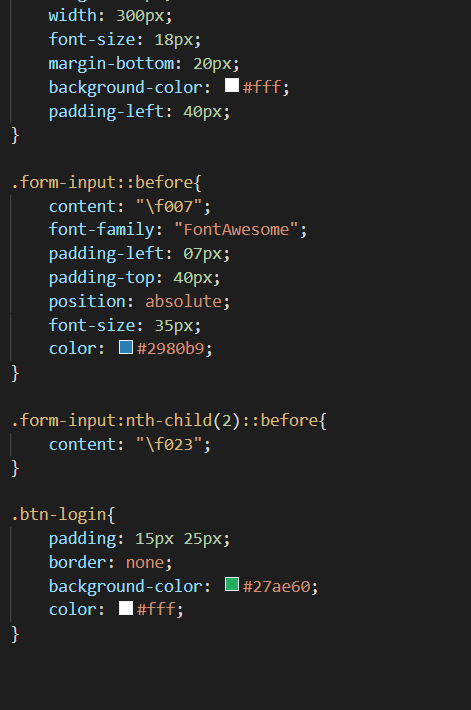 width: 300px;
font-size: 18px;
margin-bottom: 20px;
background-color: #fff;
padding-left: 40px;
}
.form-input::before{
content: "\f007";
font-family: "FontAwesome";
padding-left: 07px;
padding-top: 40px;
position: absolute;
font-size: 35px;
color: #2980b9;
}
.form-input:nth-child(2)::before{
content: "\f023";
}
.btn-login{
padding: 15px 25px;
border: none;
background-color: #27ae60;
color: #fff;
}